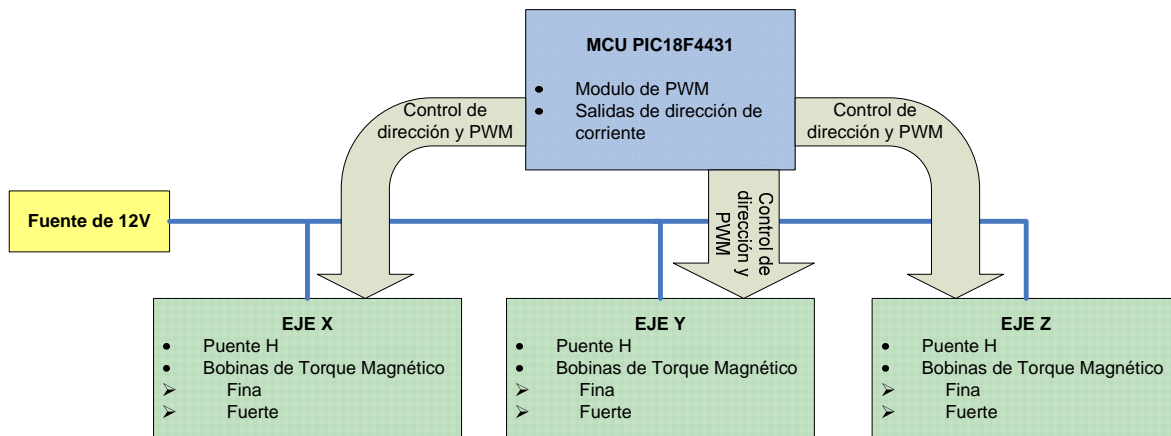 MCU PIC18F4431
• Modulo de PWM
• Salidas de dirección de
corriente
Control de
dirección y PWM
Control de
dirección y PWM
Control de
dirección y
PWM
Fuente de 12V
EJE X
• Puente H
• Bobinas de Torque Magnético
➢ Fina
➢ Fuerte
EJE Y
• Puente H
• Bobinas de Torque Magnético
➢ Fina
➢ Fuerte
EJE Z
• Puente H
• Bobinas de Torque Magnético
➢ Fina
➢ Fuerte